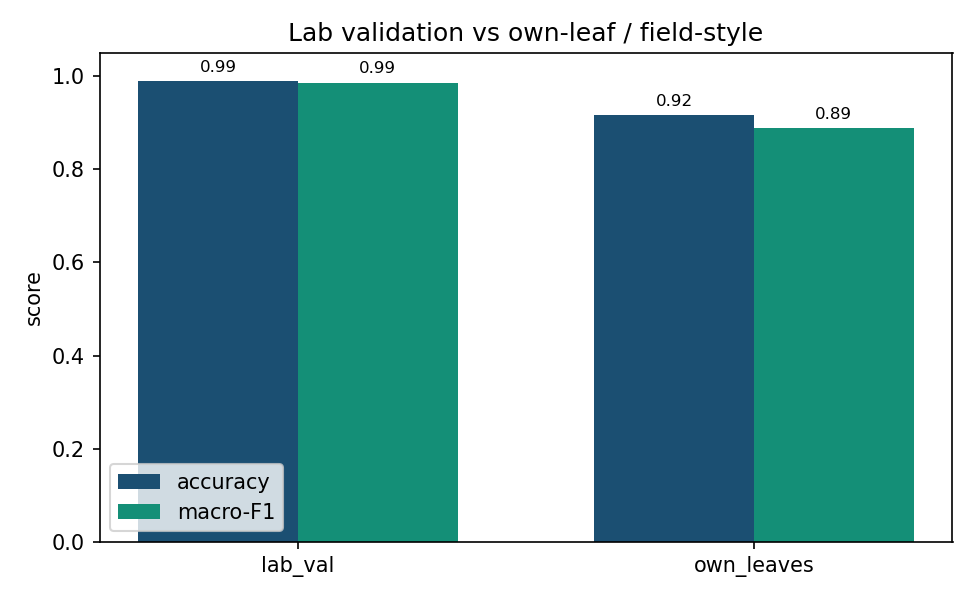 Lab validation vs own-leaf / field-style
score
1.0
0.8
0.6
0.4
0.2
0.0
0.99
0.99
0.92
0.89
accuracy
macro-F1
lab_val
own_leaves